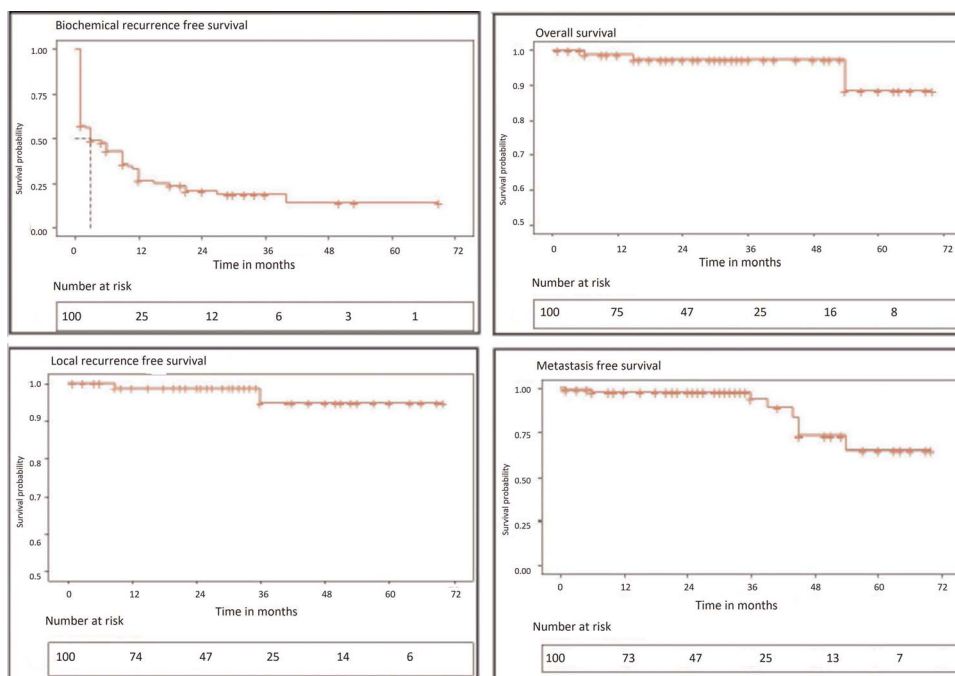 Biochemical recurrence free survival
Survival probability
1.00
0.75
0.50
0.25
0.00
0 12 24 36 48 60 72
Time in months
Number at risk
100 25 12 6 3 1
Overall survival
Survival probability
1.0
0.9
0.8
0.7
0.6
0.5
0 12 24 36 48 60 72
Time in months
Number at risk
100 75 47 25 16 8
Local recurrence free survival
Survival probability
1.0
0.9
0.8
0.7
0.6
0.5
0 12 24 36 48 60 72
Time in months
Number at risk
100 74 47 25 14 6
Metastasis free survival
Survival probability
1.00
0.75
0.50
0.25
0.00
0 12 24 36 48 60 72
Time in months
Number at risk
100 73 47 25 13 7